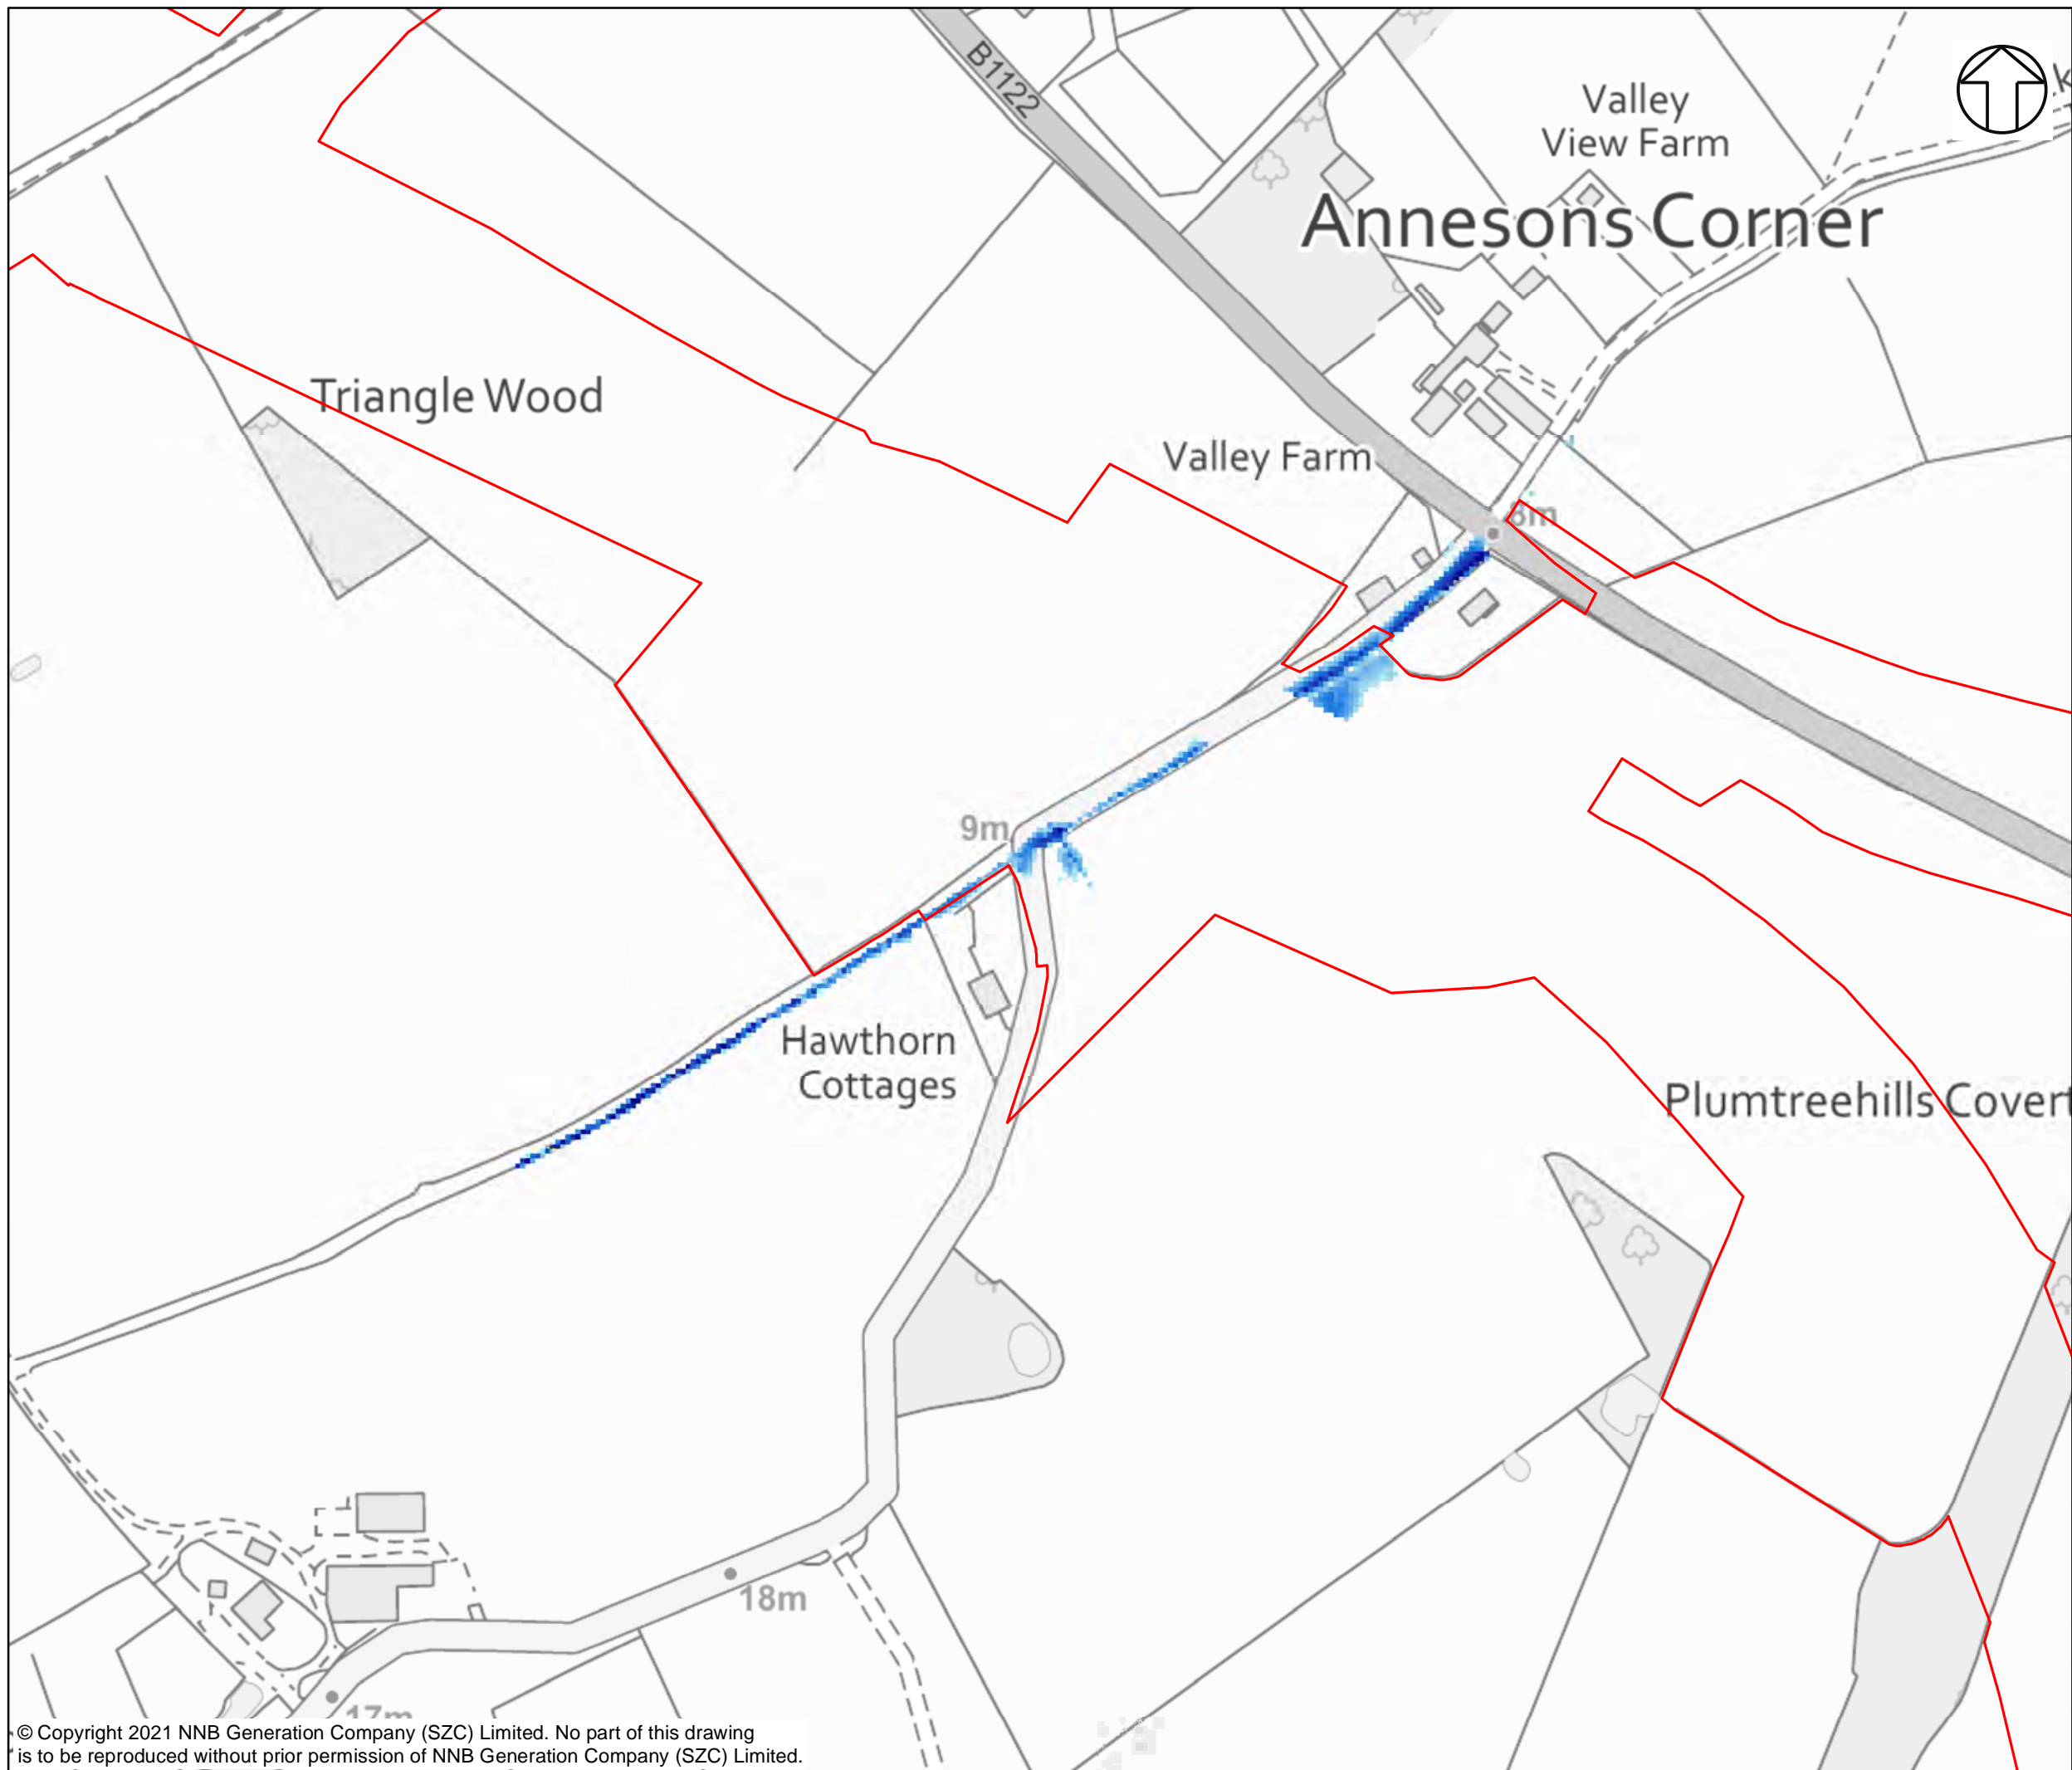 B1122
Valley
View Farm
Annesons Corner
Triangle Wood
Valley Farm
8m
9m
Hawthorn
Cottages
Plumtreehills Covert
18m
17m
© Copyright 2021 NNB Generation Company (SZC) Limited. No part of this drawing
is to be reproduced without prior permission of NNB Generation Company (SZC) Limited.